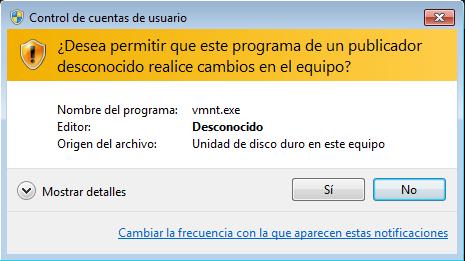 Control de cuentas de usuario
¿Desea permitir que este programa de un publicador
desconocido realice cambios en el equipo?
Nombre del programa: vmnt.exe
Editor: Desconocido
Origen del archivo: Unidad de disco duro en este equipo
Mostrar detalles Sí No
Cambiar la frecuencia con la que aparecen estas notificaciones